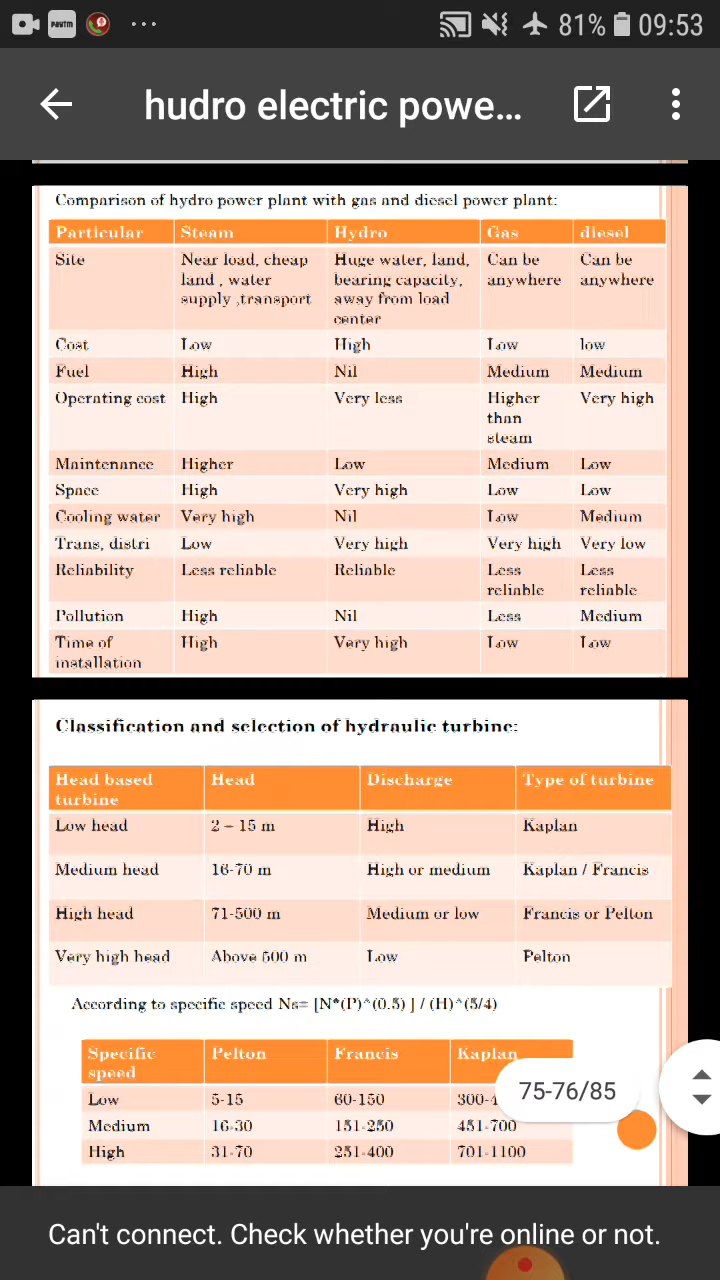 Paytm
81% 09:53
hudro electric powe...
Comparison of hydro power plant with gas and diesel power plant:
Particular Steam Hydro Gas diesel
Site Near load, cheap Huge water, land, Can be Can be
land , water bearing capacity, anywhere anywhere
supply ,transport away from load
center
Cost Low High Low low
Fuel High Nil Medium Medium
Operating cost High Very less Higher Very high
than
steam
Maintenance Higher Low Medium Low
Space High Very high Low Low
Cooling water Very high Nil Low Medium
Trans, distri Low Very high Very high Very low
Reliability Less reliable Reliable Less Less
reliable reliable
Pollution High Nil Less Medium
Time of High Very high Low Low
installation
Classification and selection of hydraulic turbine:
Head based Head Discharge Type of turbine
turbine
Low head 2 – 15 m High Kaplan
Medium head 16-70 m High or medium Kaplan / Francis
High head 71-500 m Medium or low Francis or Pelton
Very high head Above 500 m Low Pelton
According to specific speed Ns= [N*(P)^(0.5) ] / (H)^(5/4)
Specific Pelton Francis Kaplan
speed
75-76/85
Low 5-15 60-150 300-
Medium 16-30 151-250 451-700
High 31-70 251-400 701-1100
Can't connect. Check whether you're online or not.